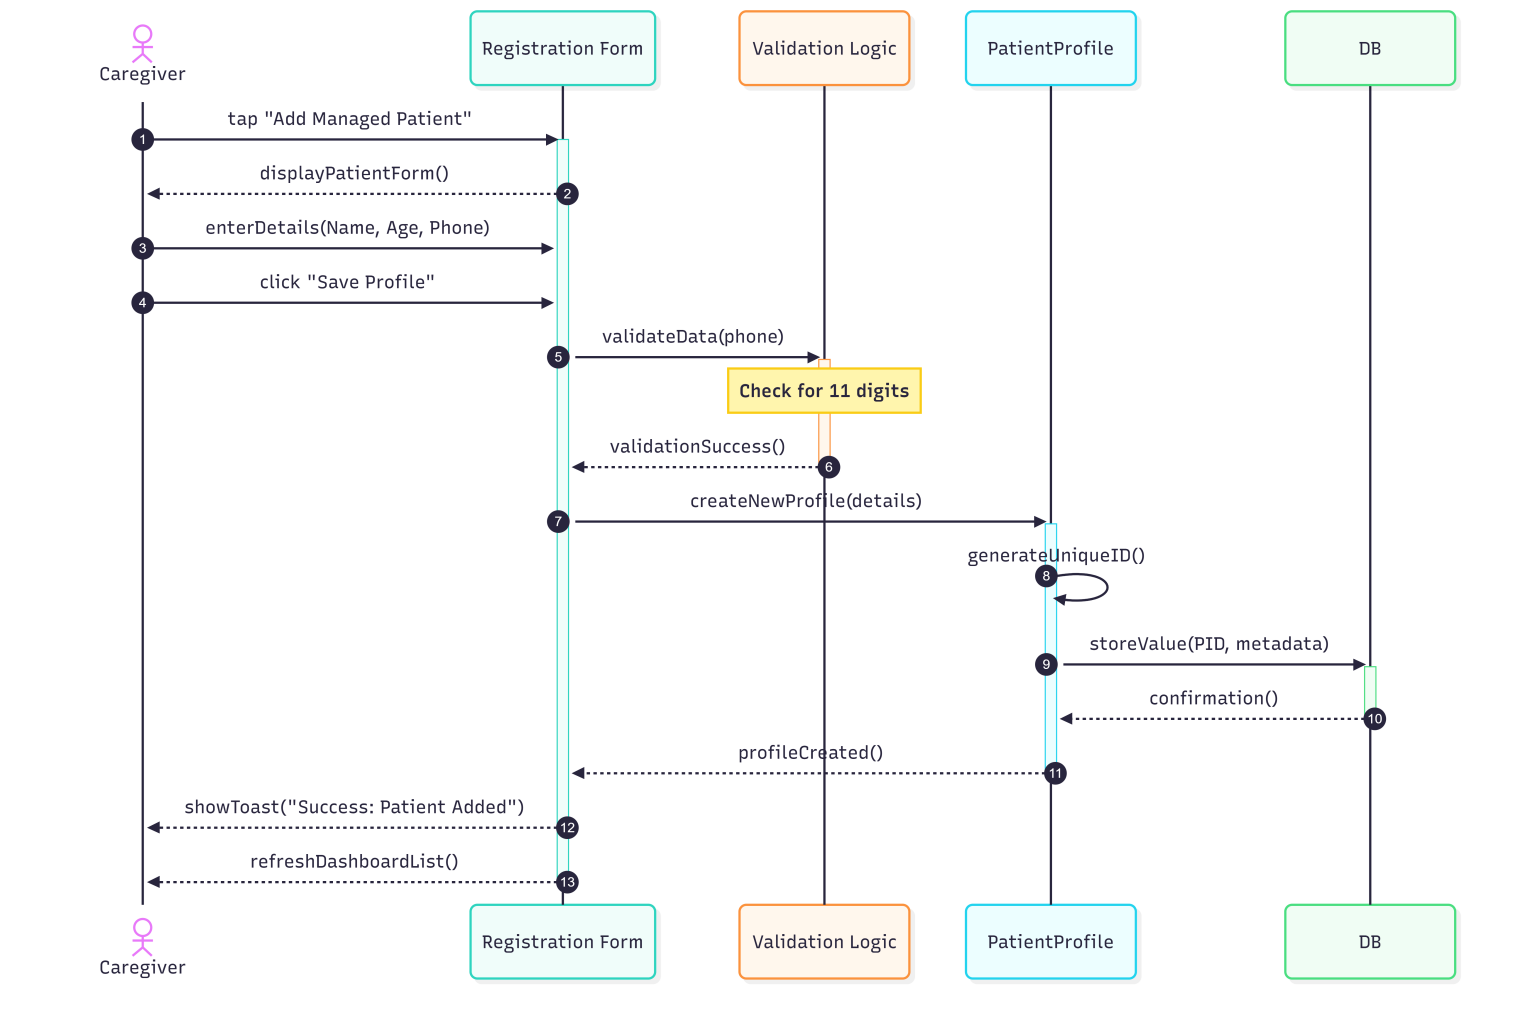 Caregiver
Registration Form
Validation Logic
PatientProfile
DB
1
tap "Add Managed Patient"
displayPatientForm()
2
3
enterDetails(Name, Age, Phone)
4
click "Save Profile"
5
validateData(phone)
Check for 11 digits
validationSuccess()
6
7
createNewProfile(details)
generateUniqueID()
8
9
storeValue(PID, metadata)
confirmation()
10
profileCreated()
11
showToast("Success: Patient Added")
12
refreshDashboardList()
13
Caregiver
Registration Form
Validation Logic
PatientProfile
DB